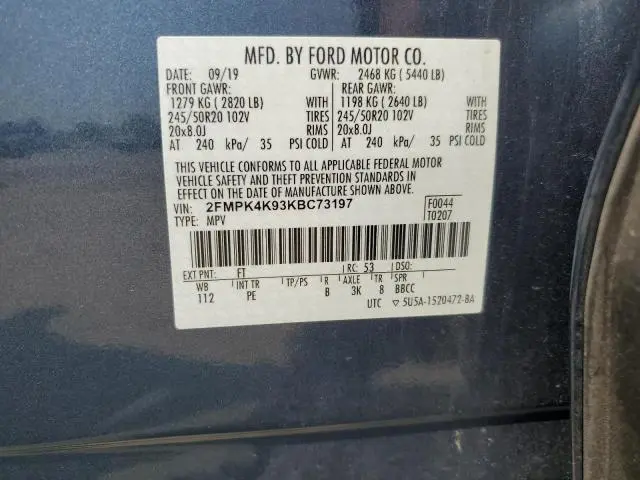 MFD. BY FORD MOTOR CO.
DATE: 09/19 GVWR: 2468 KG ( 5440 LB)
FRONT GAWR: REAR GAWR:
1279 KG ( 2820 LB) WITH 1198 KG ( 2640 LB) WITH
245/50R20 102V TIRES 245/50R20 102V TIRES
20x8.0J RIMS 20x8.0J RIMS
AT 240 kPa/ 35 PSI COLD AT 240 kPa/ 35 PSI COLD
THIS VEHICLE CONFORMS TO ALL APPLICABLE FEDERAL MOTOR
VEHICLE SAFETY AND THEFT PREVENTION STANDARDS IN
EFFECT ON THE DATE OF MANUFACTURE SHOWN ABOVE.
VIN: 2FMPK4K93KBC73197 F0044
TYPE: MPV T0207
EXT PNT: FT RC: 53 DSO:
WB INT TR TP/PS R AXLE TR SPR
112 PE B 3K 8 BBCC
UTC ▽ 5U5A-1520472-BA